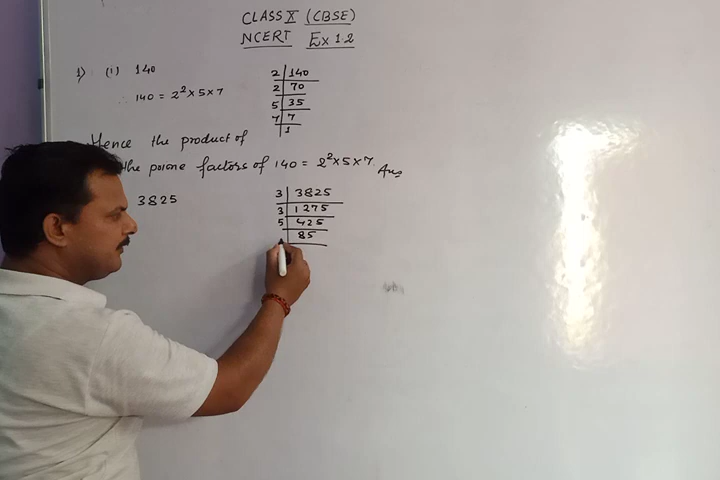 CLASS X (CBSE)
NCERT Ex 1.2
1) (i) 140
140 = 2² × 5 × 7
2 | 140
2 | 70
5 | 35
7 | 7
1
Hence the product of
the prime factors of 140 = 2² × 5 × 7 Ans
3825
3 | 3825
3 | 1275
5 | 425
85